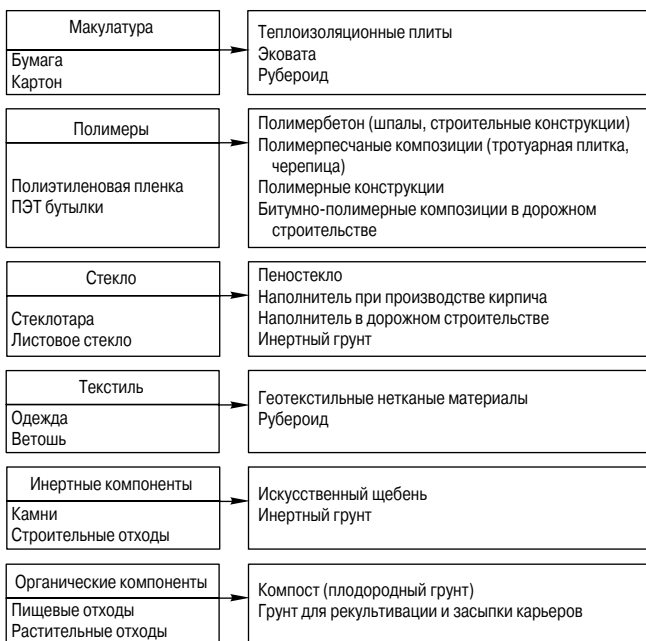 Макулатура
Бумага
Картон
Теплоизоляционные плиты
Эковата
Рубероид
Полимеры
Полиэтиленовая пленка
ПЭТ бутылки
Полимербетон (шпалы, строительные конструкции)
Полимерпесчаные композиции (тротуарная плитка,
черепица)
Полимерные конструкции
Битумно-полимерные композиции в дорожном
строительстве
Стекло
Стеклотара
Листовое стекло
Пеностекло
Наполнитель при производстве кирпича
Наполнитель в дорожном строительстве
Инертный грунт
Текстиль
Одежда
Ветошь
Геотекстильные нетканые материалы
Рубероид
Инертные компоненты
Камни
Строительные отходы
Искусственный щебень
Инертный грунт
Органические компоненты
Пищевые отходы
Растительные отходы
Компост (плодородный грунт)
Грунт для рекультивации и засыпки карьеров